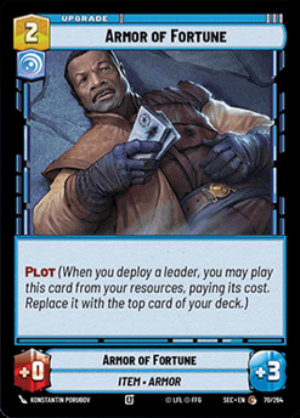 UPGRADE
2
ARMOR OF FORTUNE
PLOT (When you deploy a leader, you may play
this card from your resources, paying its cost.
Replace it with the top card of your deck.)
+0
ARMOR OF FORTUNE
ITEM • ARMOR
+3
KONSTANTIN PORUBOV
© LFL © FFG
SEC • EN
C
70/264